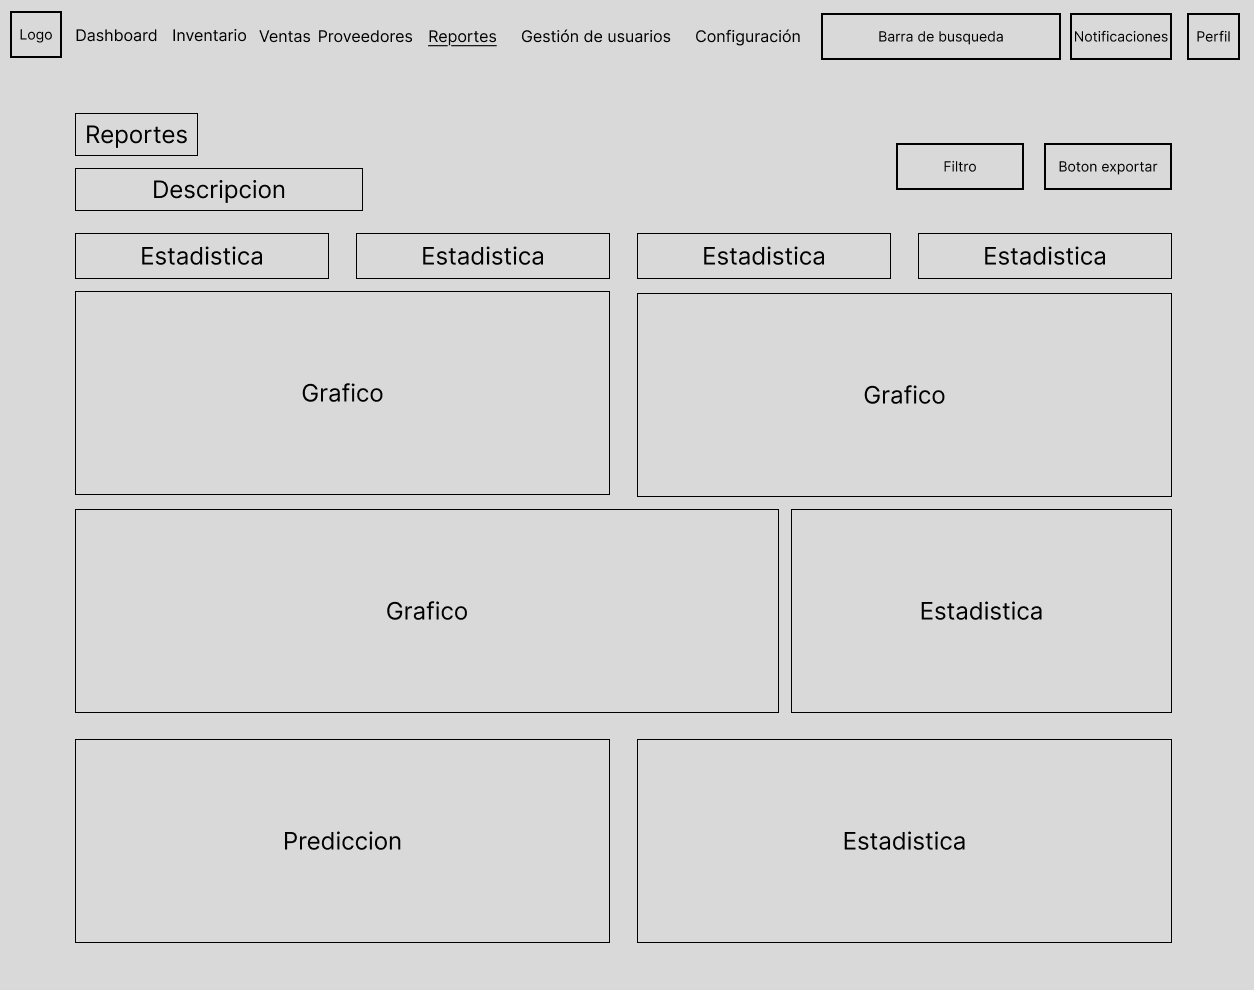 Logo
Dashboard
Inventario
Ventas
Proveedores
Reportes
Gestión de usuarios
Configuración
Barra de busqueda
Notificaciones
Perfil
Reportes
Descripcion
Filtro
Boton exportar
Estadistica
Estadistica
Estadistica
Estadistica
Grafico
Grafico
Grafico
Estadistica
Prediccion
Estadistica